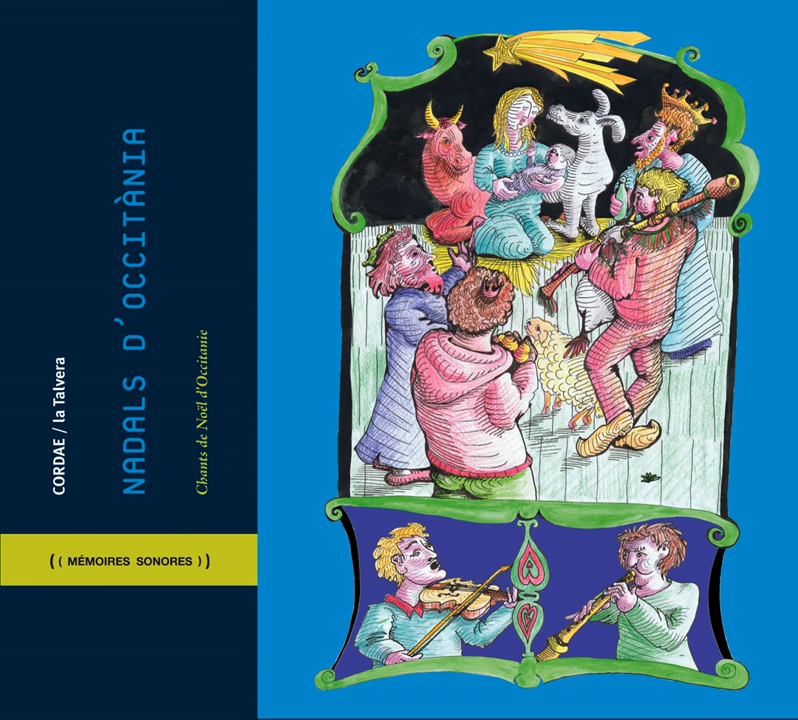 CORDAE / la Talvera
NADALS D'OCCITÀNIA
Chants de Noël d'Occitanie
(( MÉMOIRES SONORES ))